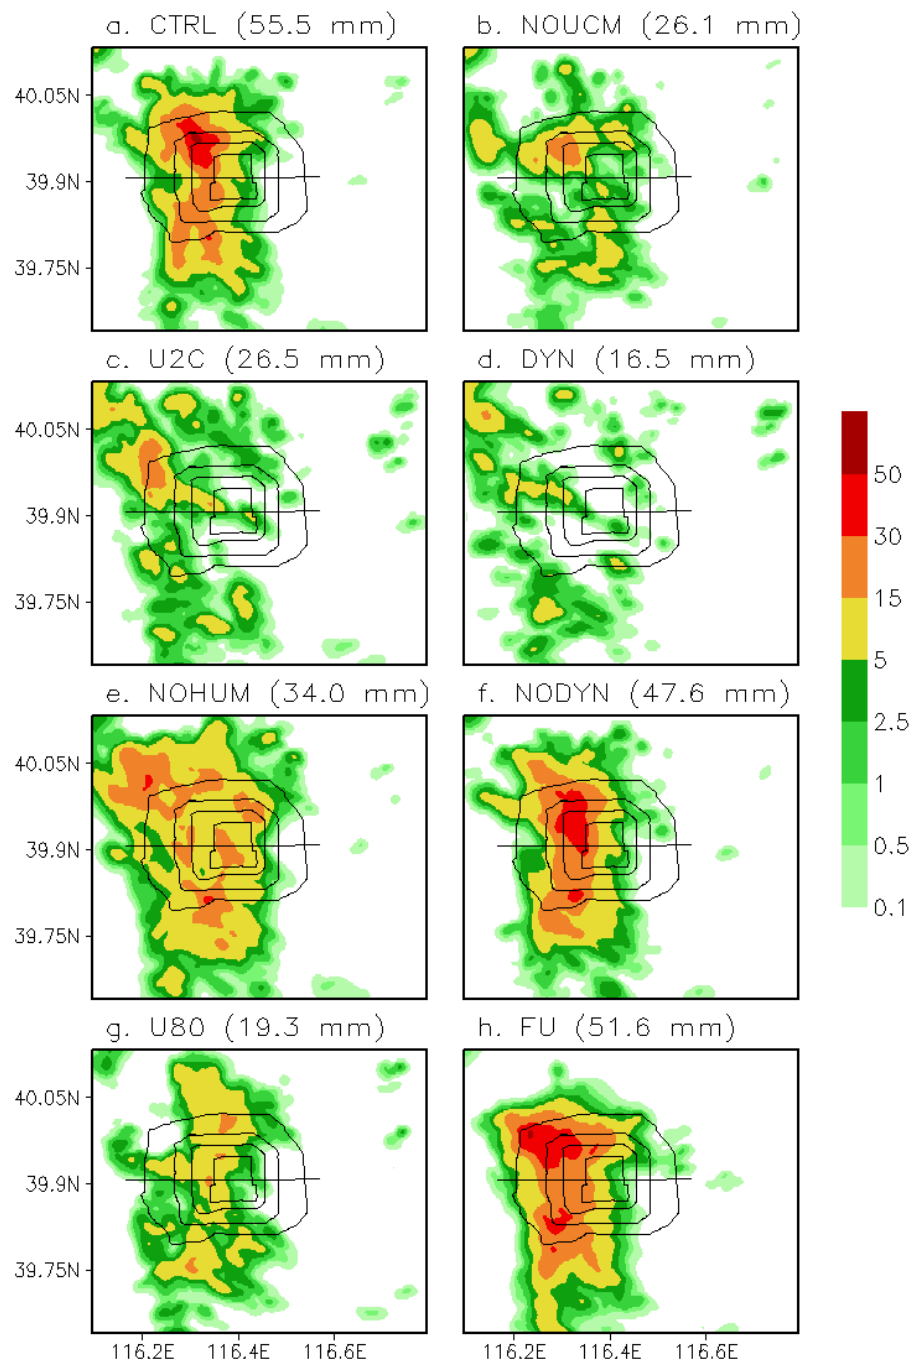 a. CTRL (55.5 mm)
b. NOUCM (26.1 mm)
40.05N
39.9N
39.75N
c. U2C (26.5 mm)
d. DYN (16.5 mm)
40.05N
39.9N
39.75N
50
30
15
5
2.5
1
0.5
0.1
e. NOHUM (34.0 mm)
f. NODYN (47.6 mm)
40.05N
39.9N
39.75N
g. U80 (19.3 mm)
h. FU (51.6 mm)
40.05N
39.9N
39.75N
116.2E 116.4E 116.6E
116.2E 116.4E 116.6E